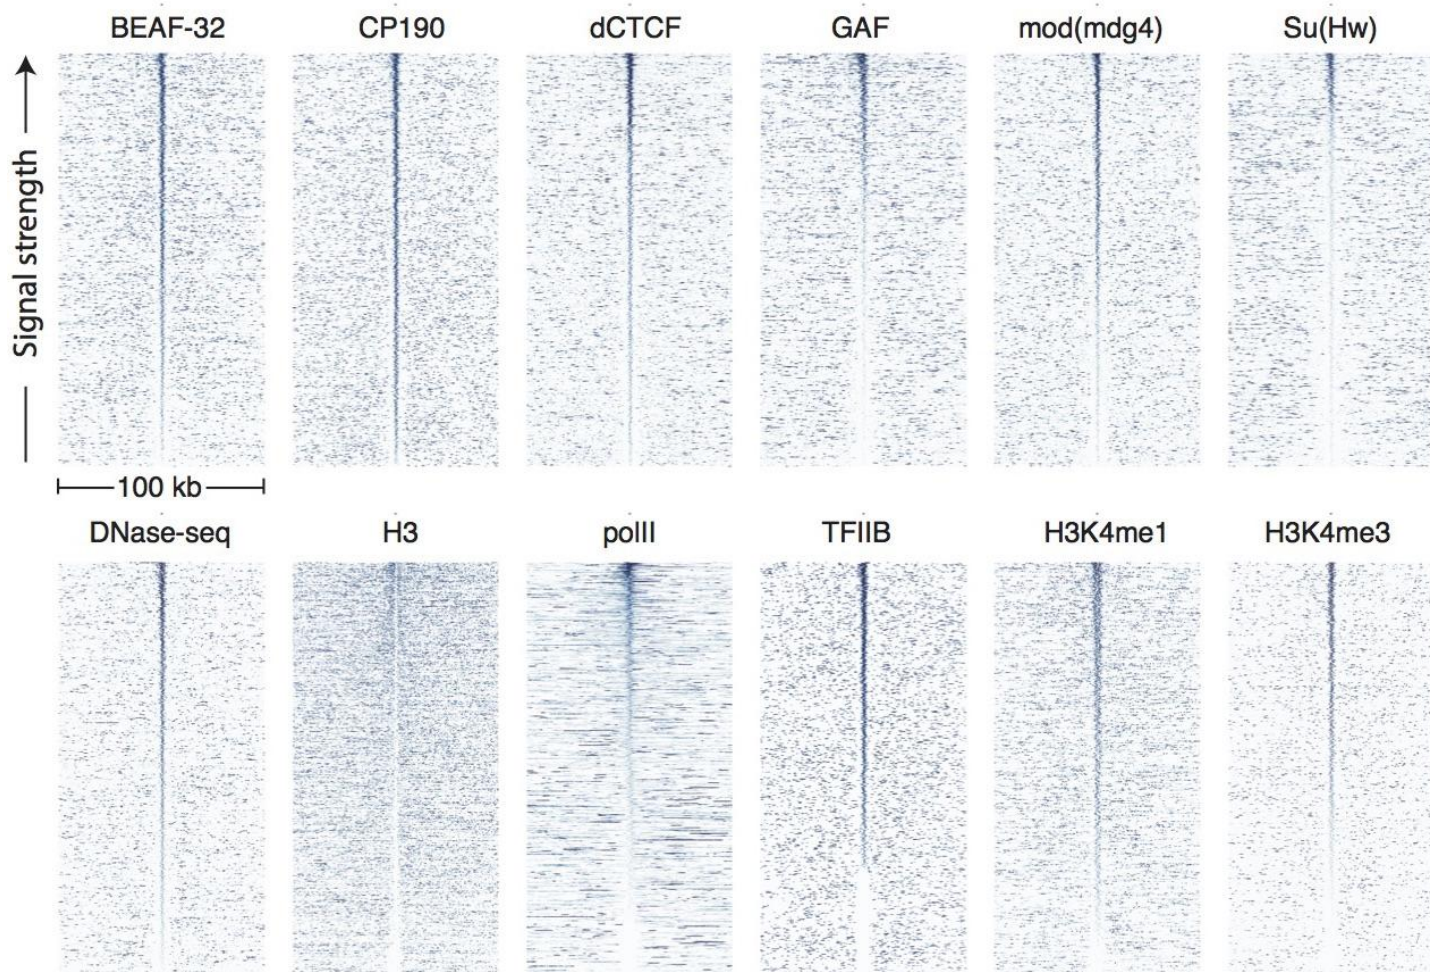 BEAF-32 CP190 dCTCF GAF mod(mdg4) Su(Hw)
Signal strength
100 kb
DNase-seq H3 polII TFIIB H3K4me1 H3K4me3